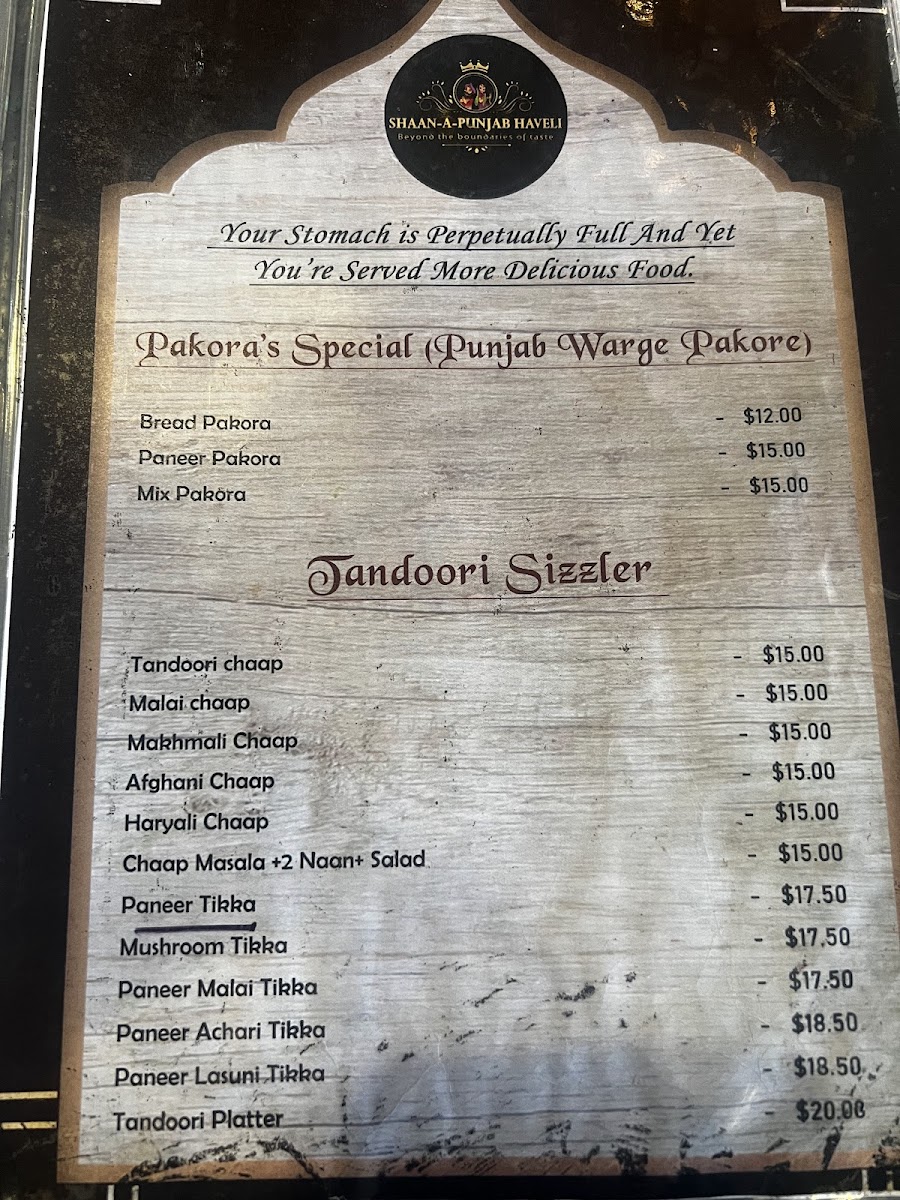 SHAAN-A-PUNJAB HAVELI
Beyond the boundaries of taste
Your Stomach is Perpetually Full And Yet
You're Served More Delicious Food.
Pakora's Special (Punjab Warge Pakore)
Bread Pakora - $12.00
Paneer Pakora - $15.00
Mix Pakora - $15.00
Tandoori Sizzler
Tandoori chaap - $15.00
Malai chaap - $15.00
Makhmali Chaap - $15.00
Afghani Chaap - $15.00
Haryali Chaap - $15.00
Chaap Masala +2 Naan+ Salad - $15.00
Paneer Tikka - $17.50
Mushroom Tikka - $17.50
Paneer Malai Tikka - $17.50
Paneer Achari Tikka - $18.50
Paneer Lasuni Tikka - $18.50
Tandoori Platter - $20.00